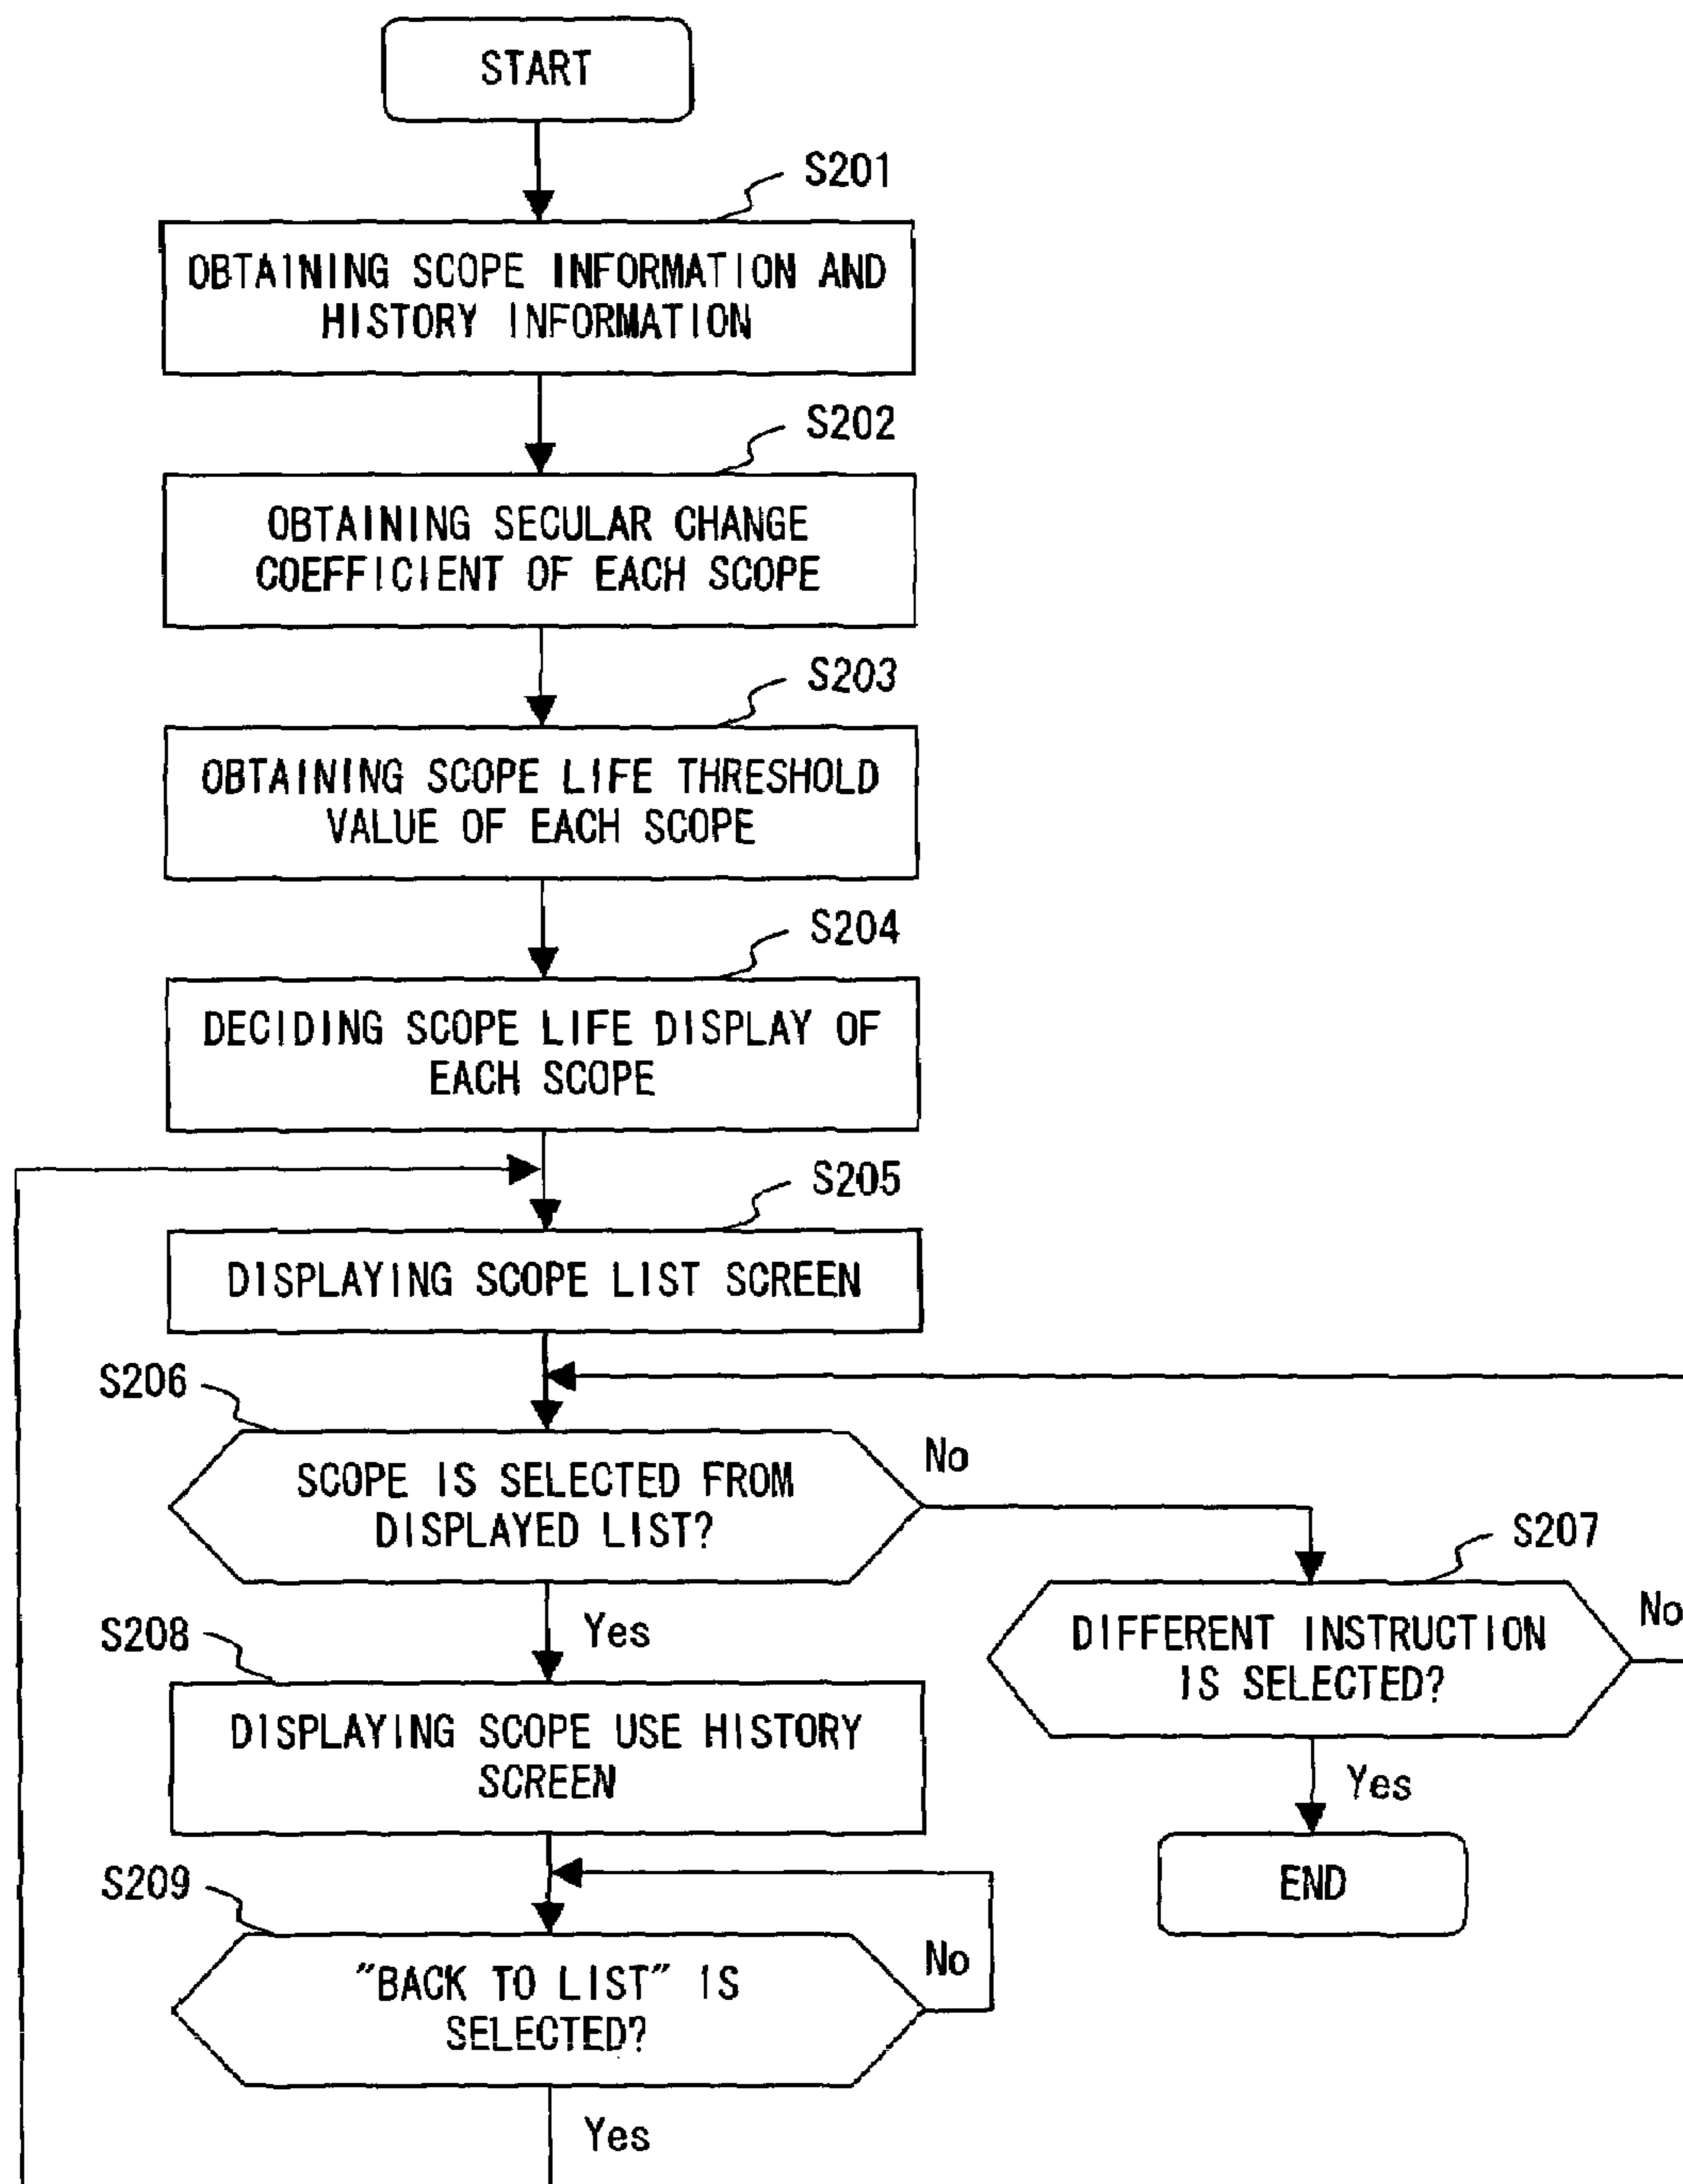 START
S201
OBTAINING SCOPE INFORMATION AND
HISTORY INFORMATION
S202
OBTAINING SECULAR CHANGE
COEFFICIENT OF EACH SCOPE
S203
OBTAINING SCOPE LIFE THRESHOLD
VALUE OF EACH SCOPE
S204
DECIDING SCOPE LIFE DISPLAY OF
EACH SCOPE
S205
DISPLAYING SCOPE LIST SCREEN
S206
SCOPE IS SELECTED FROM
DISPLAYED LIST?
No
S207
DIFFERENT INSTRUCTION
IS SELECTED?
No
Yes
END
Yes
S208
DISPLAYING SCOPE USE HISTORY
SCREEN
S209
"BACK TO LIST" IS
SELECTED?
No
Yes